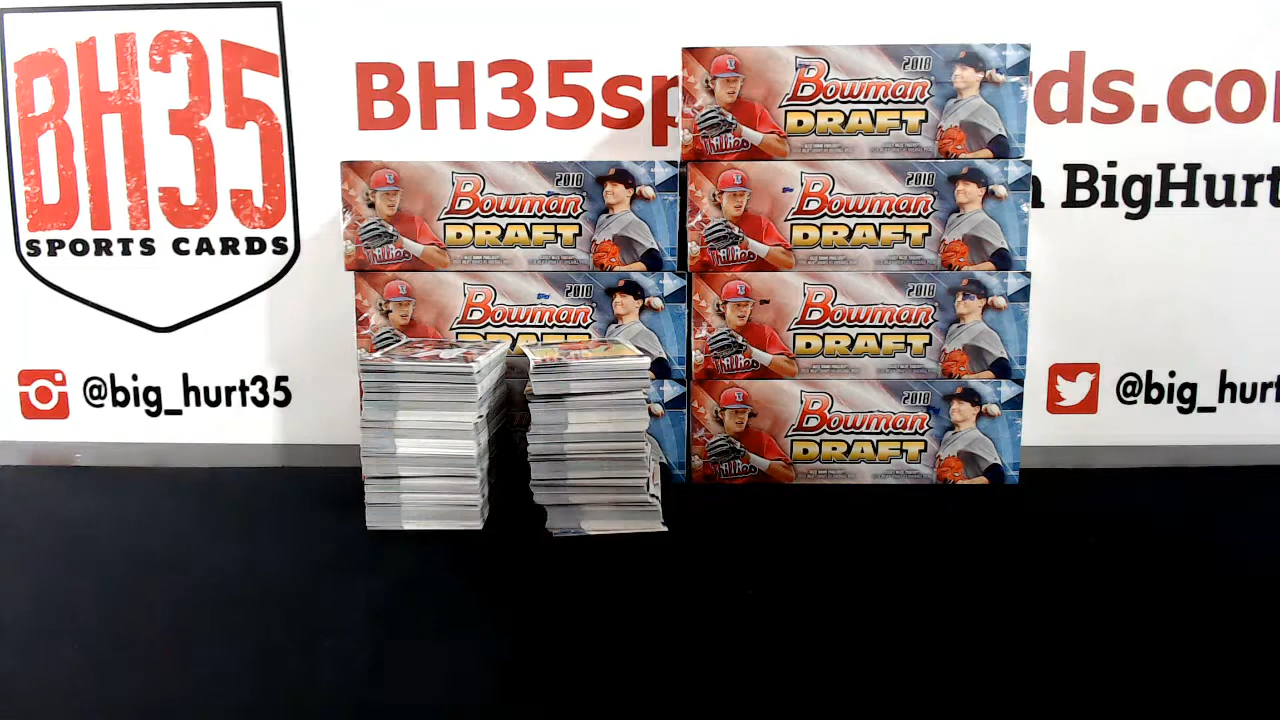 BH35
SPORTS CARDS
@big_hurt35
BH35sp
rds.co
BigHurt
@big_hurt
2018
Bowman
DRAFT
Phillies
2018
Bowman
DRAFT
Phillies
2018
Bowman
DRAFT
Phillies
2018
Bowman
DRAFT
Phillies
2018
Bowman
DRAFT
Phillies
2018
Bowman
DRAFT